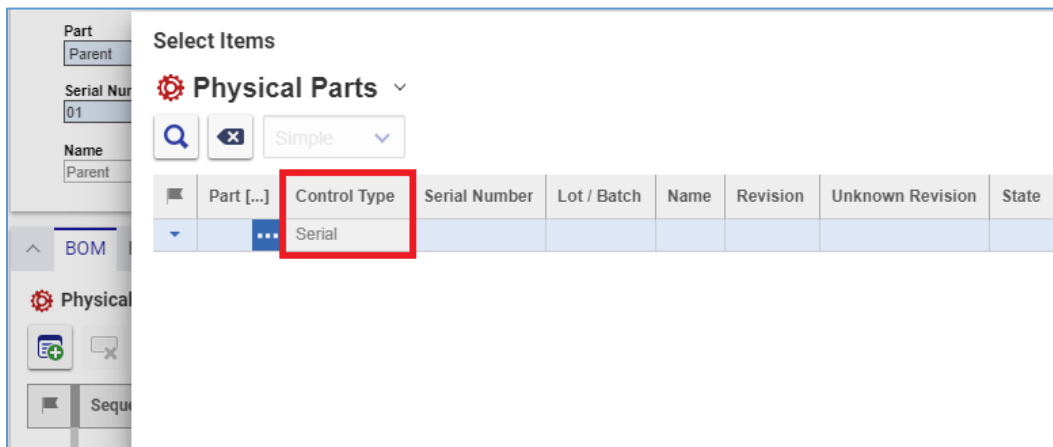 Part
Parent
Serial Nur
01
Name
Parent
BOM
Physical
Seque
Select Items
Physical Parts
Simple
Part [...] Control Type Serial Number Lot / Batch Name Revision Unknown Revision State
... Serial